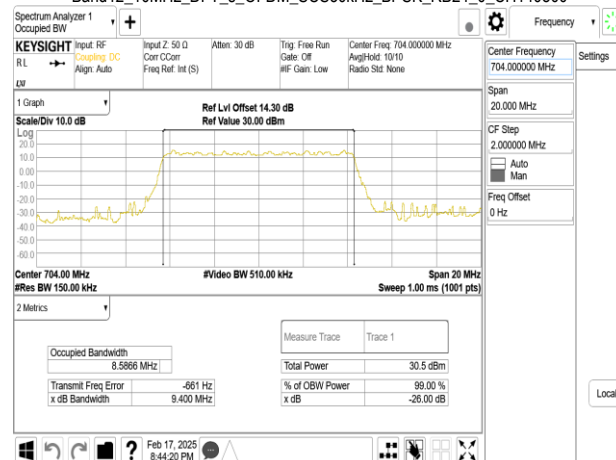 Spectrum Analyzer 1
Occupied BW
Frequency
KEYSIGHT
RL
LXI
Input: RF
Coupling: DC
Align: Auto
Input Z: 50 Ω
Corr CCorr
Freq Ref: Int (S)
Atten: 30 dB
Trig: Free Run
Gate: Off
#IF Gain: Low
Center Freq: 704.000000 MHz
Avg|Hold: 10/10
Radio Std: None
Center Frequency
704.000000 MHz
Settings
Span
20.000 MHz
CF Step
2.000000 MHz
Auto
Man
Freq Offset
0 Hz
Local
1 Graph
Ref Lvl Offset 14.30 dB
Scale/Div 10.0 dB
Ref Value 30.00 dBm
Log
20.0
10.0
0.00
-10.0
-20.0
-30.0
-40.0
-50.0
-60.0
Center 704.00 MHz
#Video BW 510.00 kHz
Span 20 MHz
#Res BW 150.00 kHz
Sweep 1.00 ms (1001 pts)
2 Metrics
Measure Trace
Trace 1
Occupied Bandwidth
8.5866 MHz
Total Power
30.5 dBm
Transmit Freq Error
-661 Hz
% of OBW Power
99.00 %
x dB Bandwidth
9.400 MHz
x dB
-26.00 dB
?
Feb 17, 2025
8:44:20 PM